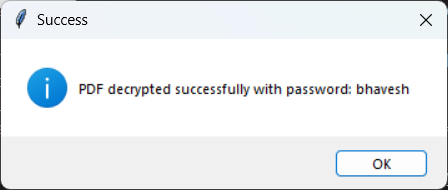 Success
PDF decrypted successfully with password: bhavesh
OK